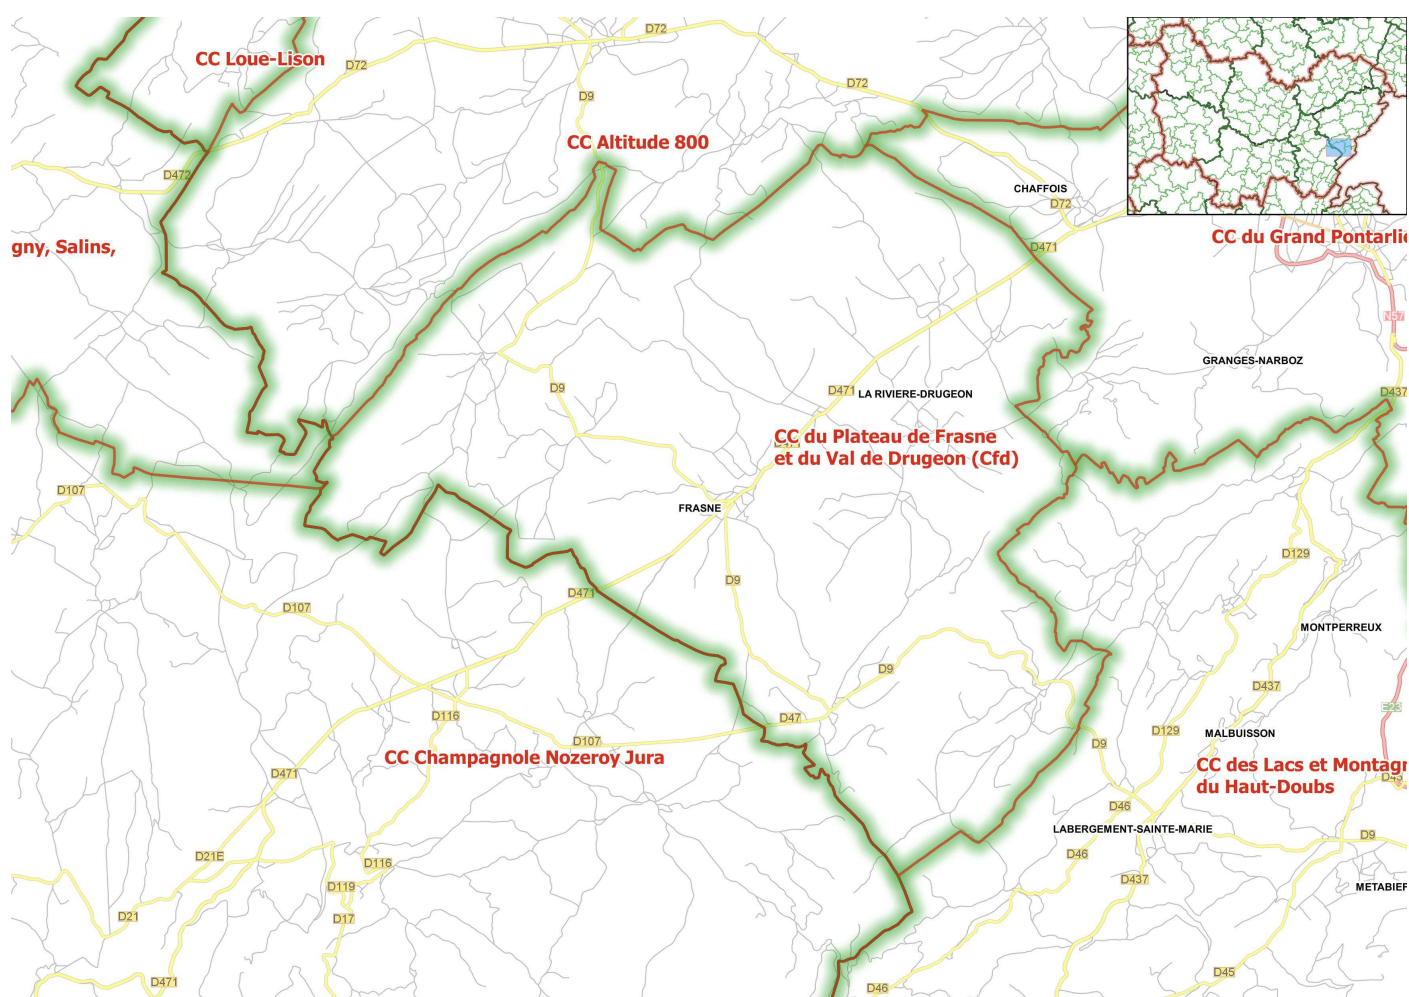 D72
CC Loue-Lison
D72
D72
D9
CC Altitude 800
D472
CHAFFOIS
D72
gny, Salins,
CC du Grand Pontarlie
D471
N57
GRANGES-NARBOZ
D9
D471
LA RIVIERE-DRUGEON
D437
CC du Plateau de Frasne
et du Val de Drugeon (Cfd)
D107
FRASNE
D129
D9
D471
D107
MONTPERREUX
D9
D437
E23
D116
D47
D129
D107
D9
MALBUISSON
CC Champagnole Nozeroy Jura
CC des Lacs et Montagn
du Haut-Doubs
D471
D46
LABERGEMENT-SAINTE-MARIE
D9
D21E
D116
D46
D119
D437
METABIEF
D21
D17
D45
D471
D46